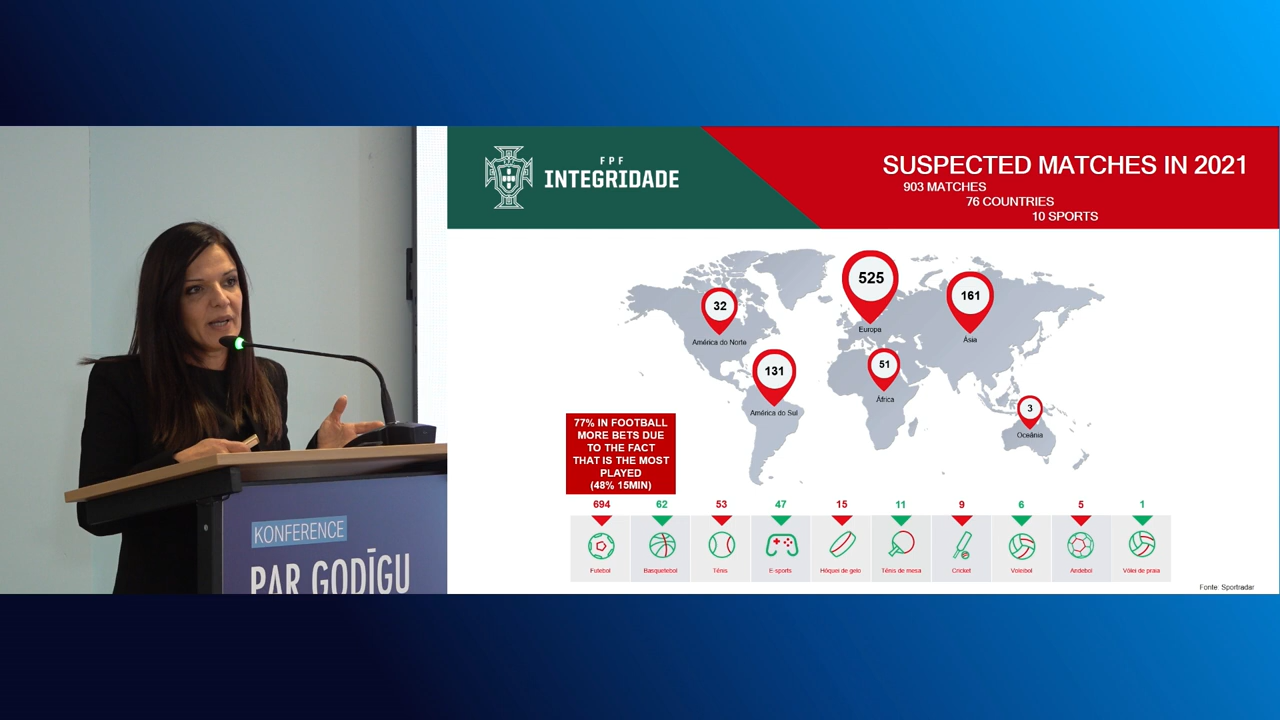 FPF
INTEGRIDADE
SUSPECTED MATCHES IN 2021
903 MATCHES
76 COUNTRIES
10 SPORTS
525
Europa
32
América do Norte
161
Ásia
131
América do Sul
51
África
3
Oceânia
77% IN FOOTBALL
MORE BETS DUE
TO THE FACT
THAT IS THE MOST
PLAYED
(48% 15MIN)
694 62 53 47 15 11 9 6 5 1
Futebol Basquetebol Ténis E-sports Hóquei de gelo Ténis de mesa Cricket Voleibol Andebol Vólei de praia
Fonte: Sportradar
KONFERENCE
PAR GODĪGU